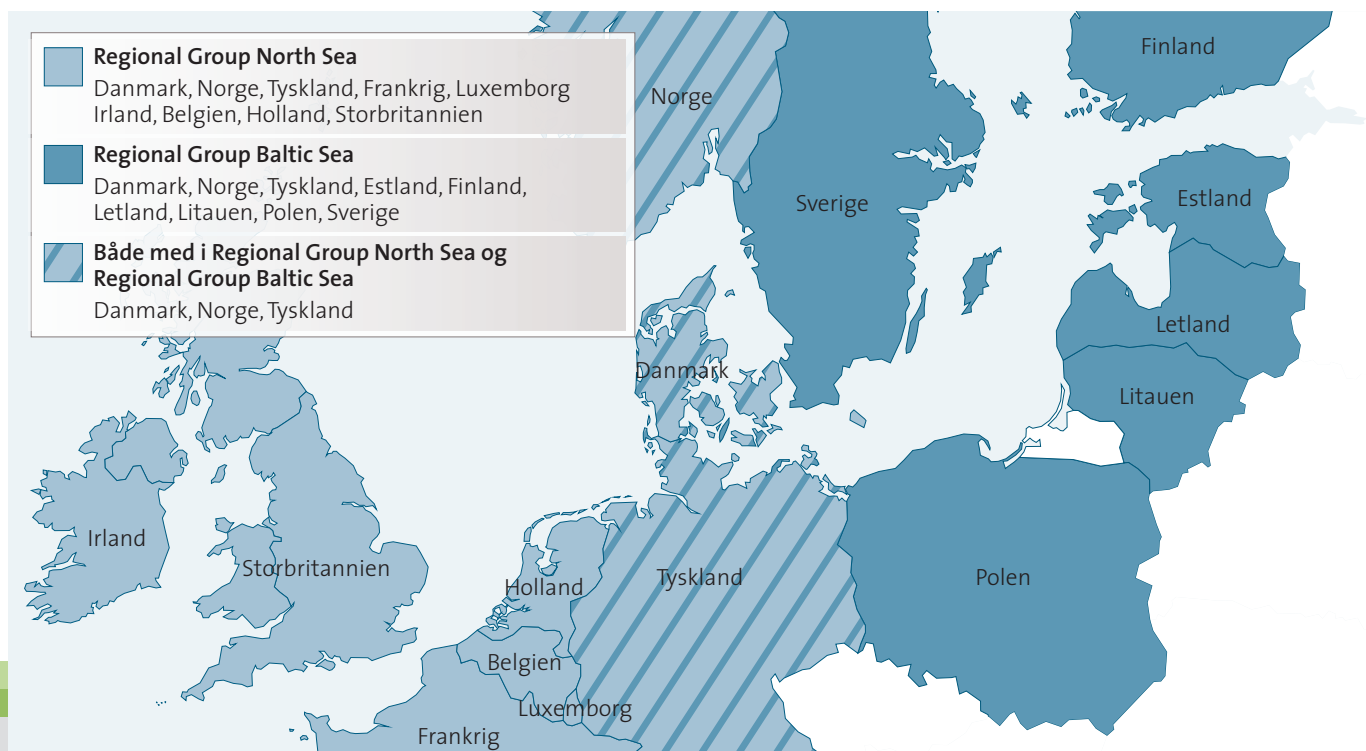 Regional Group North Sea
Danmark, Norge, Tyskland, Frankrig, Luxemborg
Irland, Belgien, Holland, Storbritannien
Regional Group Baltic Sea
Danmark, Norge, Tyskland, Estland, Finland,
Letland, Litauen, Polen, Sverige
Både med i Regional Group North Sea og
Regional Group Baltic Sea
Danmark, Norge, Tyskland
Finland
Norge
Estland
Sverige
Letland
Danmark
Litauen
Irland
Storbritannien
Holland
Tyskland
Polen
Belgien
Luxemborg
Frankrig